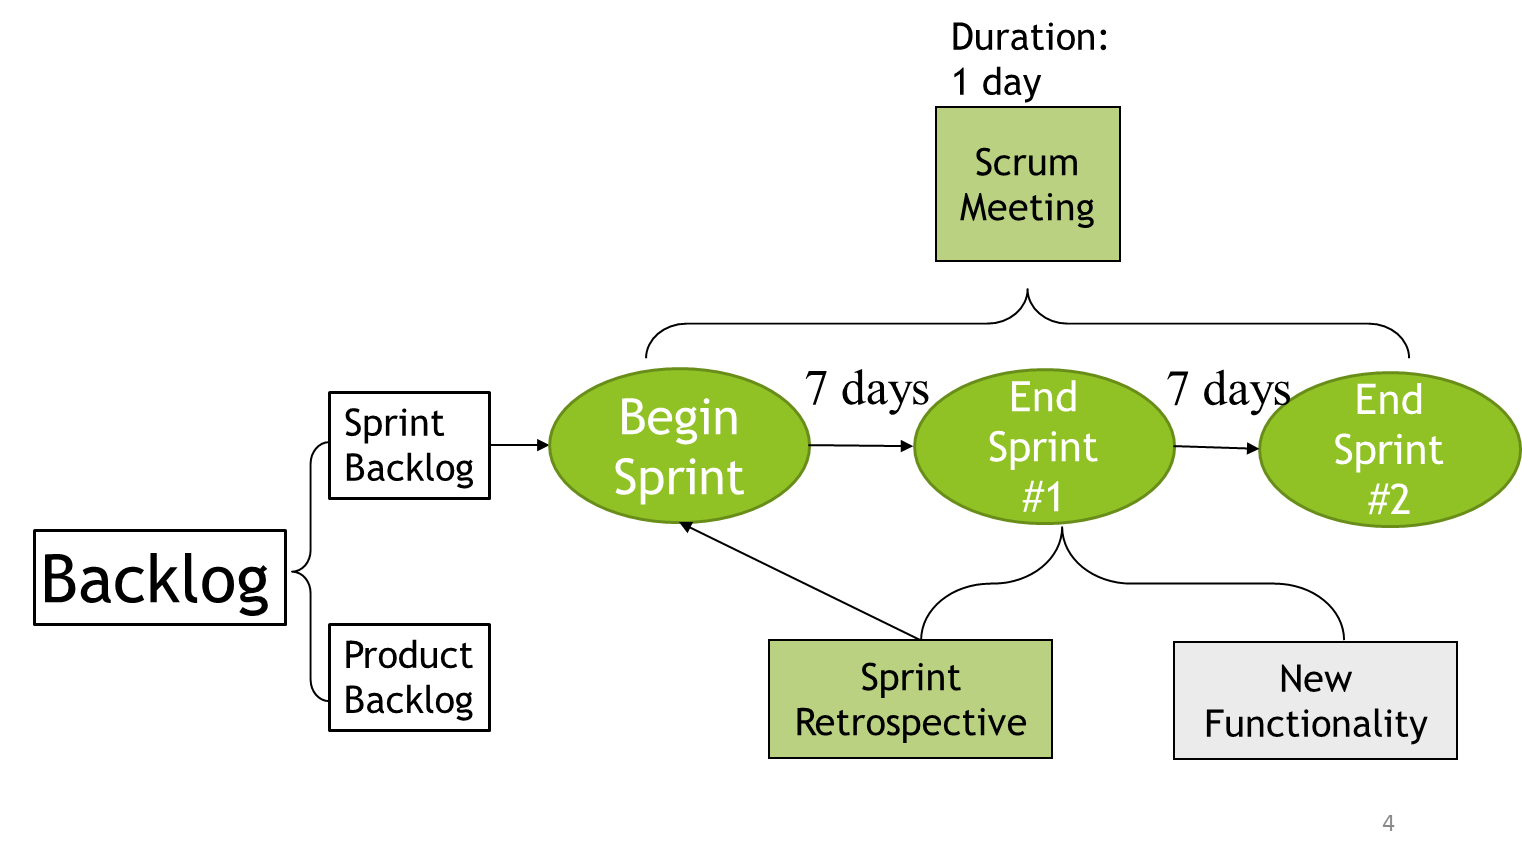 Duration:
1 day
Scrum
Meeting
7 days
7 days
Begin
Sprint
End
Sprint
#1
End
Sprint
#2
Sprint
Backlog
Backlog
Product
Backlog
Sprint
Retrospective
New
Functionality
4